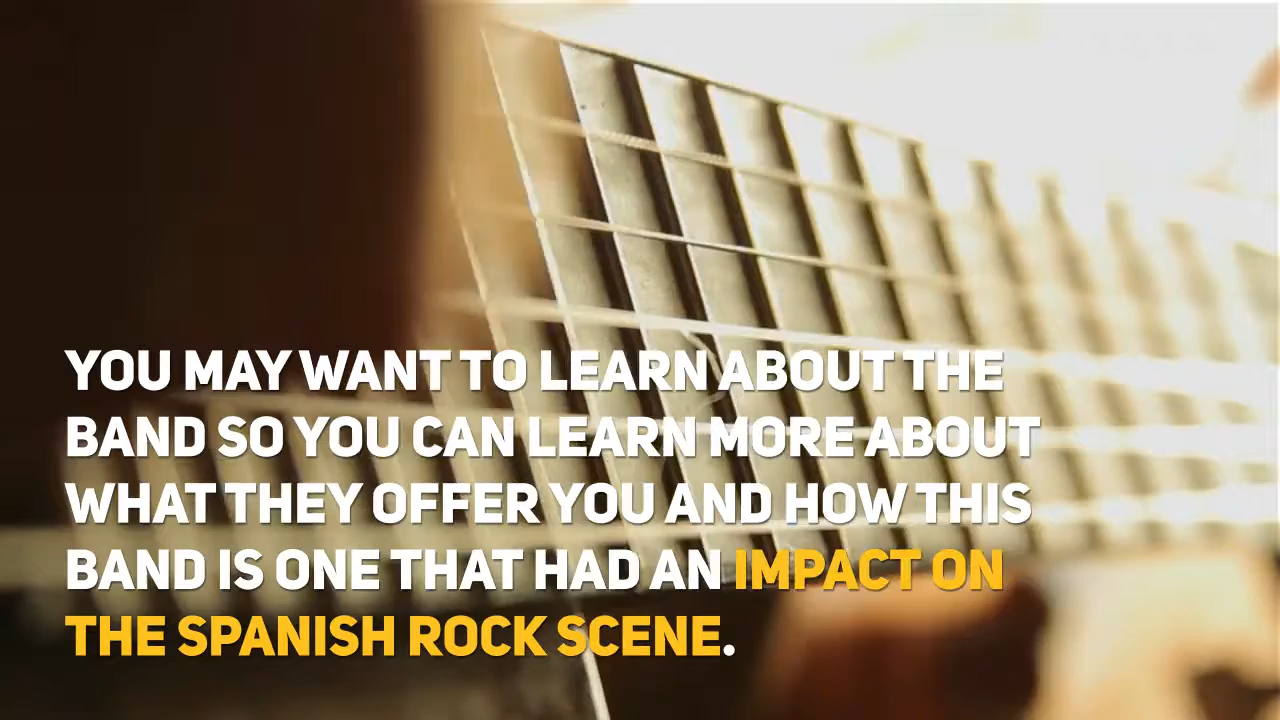 YOU MAY WANT TO LEARN ABOUT THE
BAND SO YOU CAN LEARN MORE ABOUT
WHAT THEY OFFER YOU AND HOW THIS
BAND IS ONE THAT HAD AN IMPACT ON
THE SPANISH ROCK SCENE.